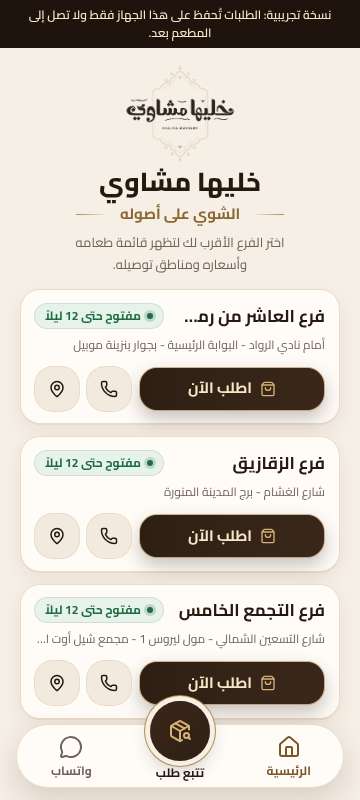 نسخة تجريبية: الطلبات تُحفظ على هذا الجهاز فقط ولا تصل إلى
المطعم بعد.
خليها مشاوي
خليها مشاوي
الشوي على أصوله
اختر الفرع الأقرب لك لتظهر قائمة طعامه
وأسعاره ومناطق توصيله.
فرع العاشر من رمـ...
مفتوح حتى 12 ليلاً
أمام نادي الرواد - البوابة الرئيسية - بجوار بنزينة موبيل
اطلب الآن
فرع الزقازيق
مفتوح حتى 12 ليلاً
شارع الغشام - برج المدينة المنورة
اطلب الآن
فرع التجمع الخامس
مفتوح حتى 12 ليلاً
شارع التسعين الشمالي - مول ليروس 1 - مجمع شيل أوت ا...
اطلب الآن
الرئيسية
تتبع طلب
واتساب